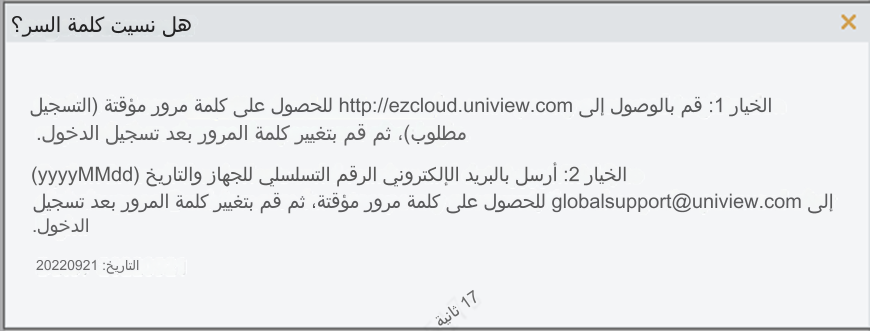 هل نسيت كلمة السر؟
الخيار 1: قم بالوصول إلى http://ezcloud.uniview.com للحصول على كلمة مرور مؤقتة (التسجيل
مطلوب)، ثم قم بتغيير كلمة المرور بعد تسجيل الدخول.
الخيار 2: أرسل بالبريد الإلكتروني الرقم التسلسلي للجهاز والتاريخ (yyyyMMdd)
إلى globalsupport@uniview.com للحصول على كلمة مرور مؤقتة، ثم قم بتغيير كلمة المرور بعد تسجيل
الدخول.
التاريخ: 20220921
17 ثانية